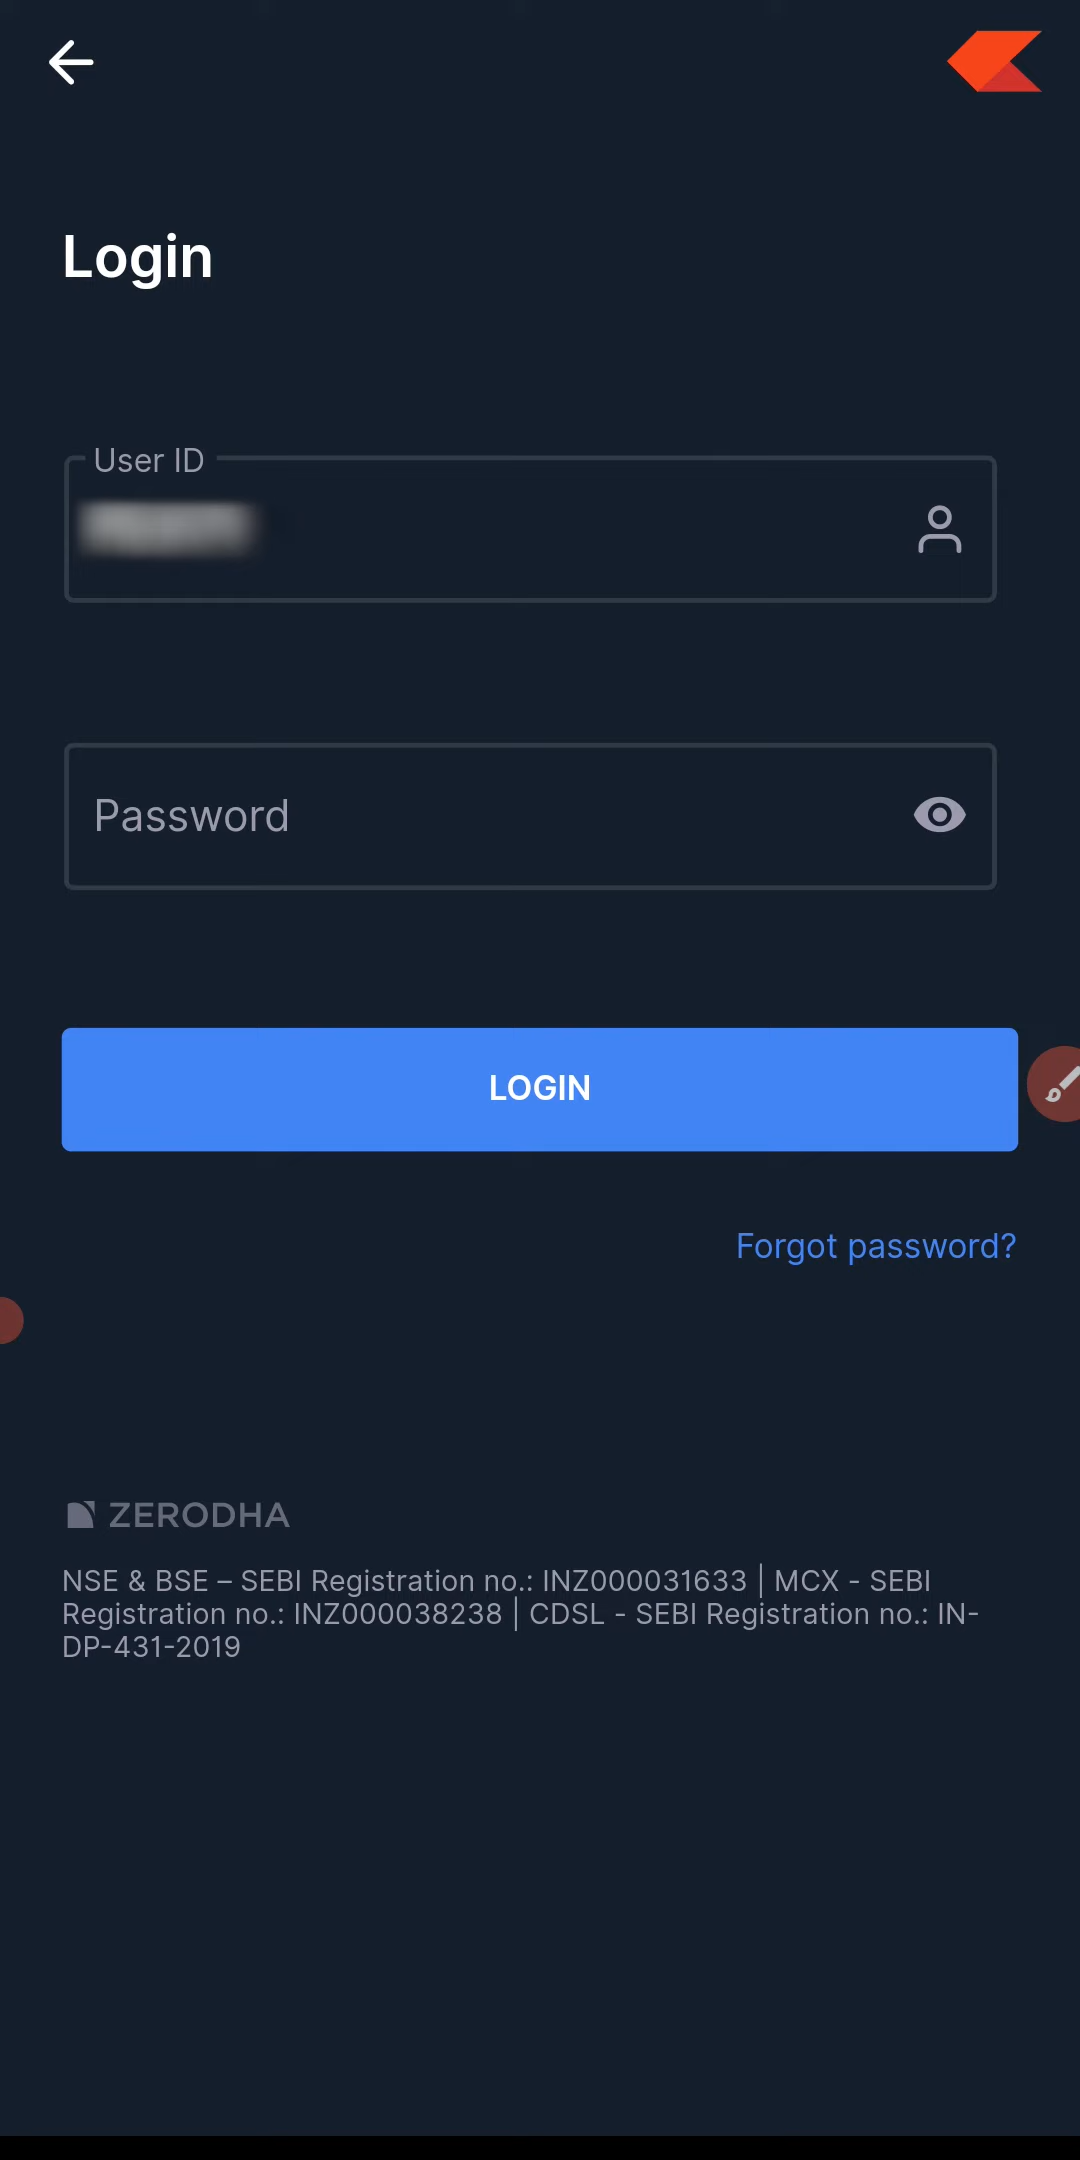 Login
User ID
Password
LOGIN
Forgot password?
ZERODHA
NSE & BSE – SEBI Registration no.: INZ000031633 | MCX - SEBI
Registration no.: INZ000038238 | CDSL - SEBI Registration no.: IN-
DP-431-2019